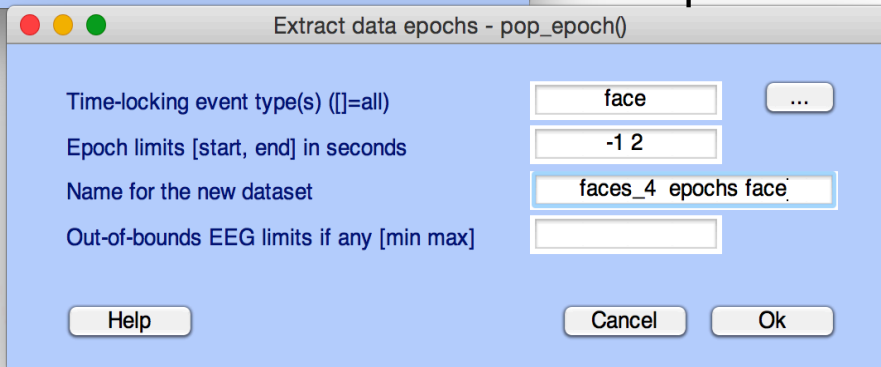 Extract data epochs - pop_epoch()
Time-locking event type(s) ([]=all) face ...
Epoch limits [start, end] in seconds -1 2
Name for the new dataset faces_4 epochs face
Out-of-bounds EEG limits if any [min max]
Help Cancel Ok